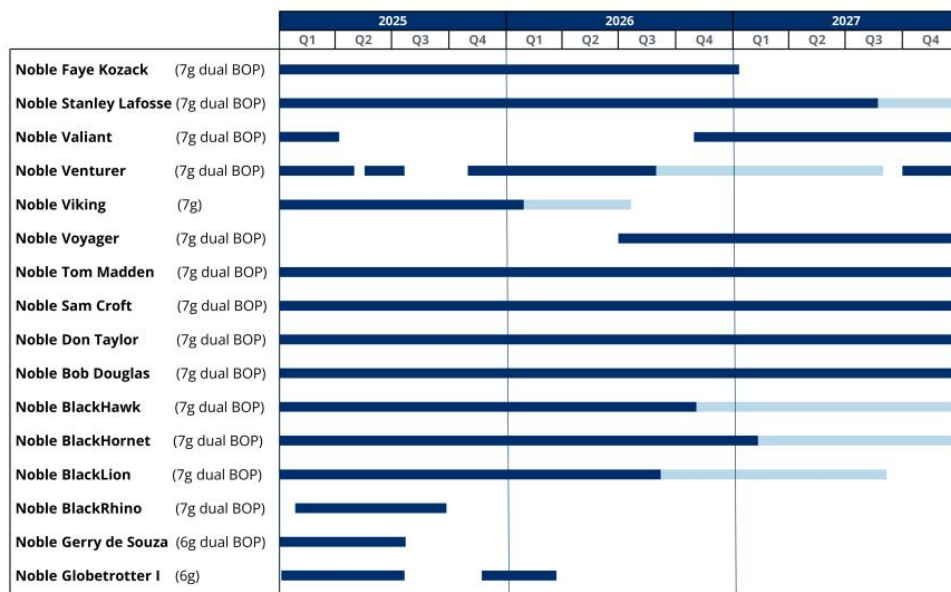 2025 2026 2027
Q1 Q2 Q3 Q4 Q1 Q2 Q3 Q4 Q1 Q2 Q3 Q4
Noble Faye Kozack (7g dual BOP)
Noble Stanley Lafosse (7g dual BOP)
Noble Valiant (7g dual BOP)
Noble Venturer (7g dual BOP)
Noble Viking (7g)
Noble Voyager (7g dual BOP)
Noble Tom Madden (7g dual BOP)
Noble Sam Croft (7g dual BOP)
Noble Don Taylor (7g dual BOP)
Noble Bob Douglas (7g dual BOP)
Noble BlackHawk (7g dual BOP)
Noble BlackHornet (7g dual BOP)
Noble BlackLion (7g dual BOP)
Noble BlackRhino (7g dual BOP)
Noble Gerry de Souza (6g dual BOP)
Noble Globetrotter I (6g)